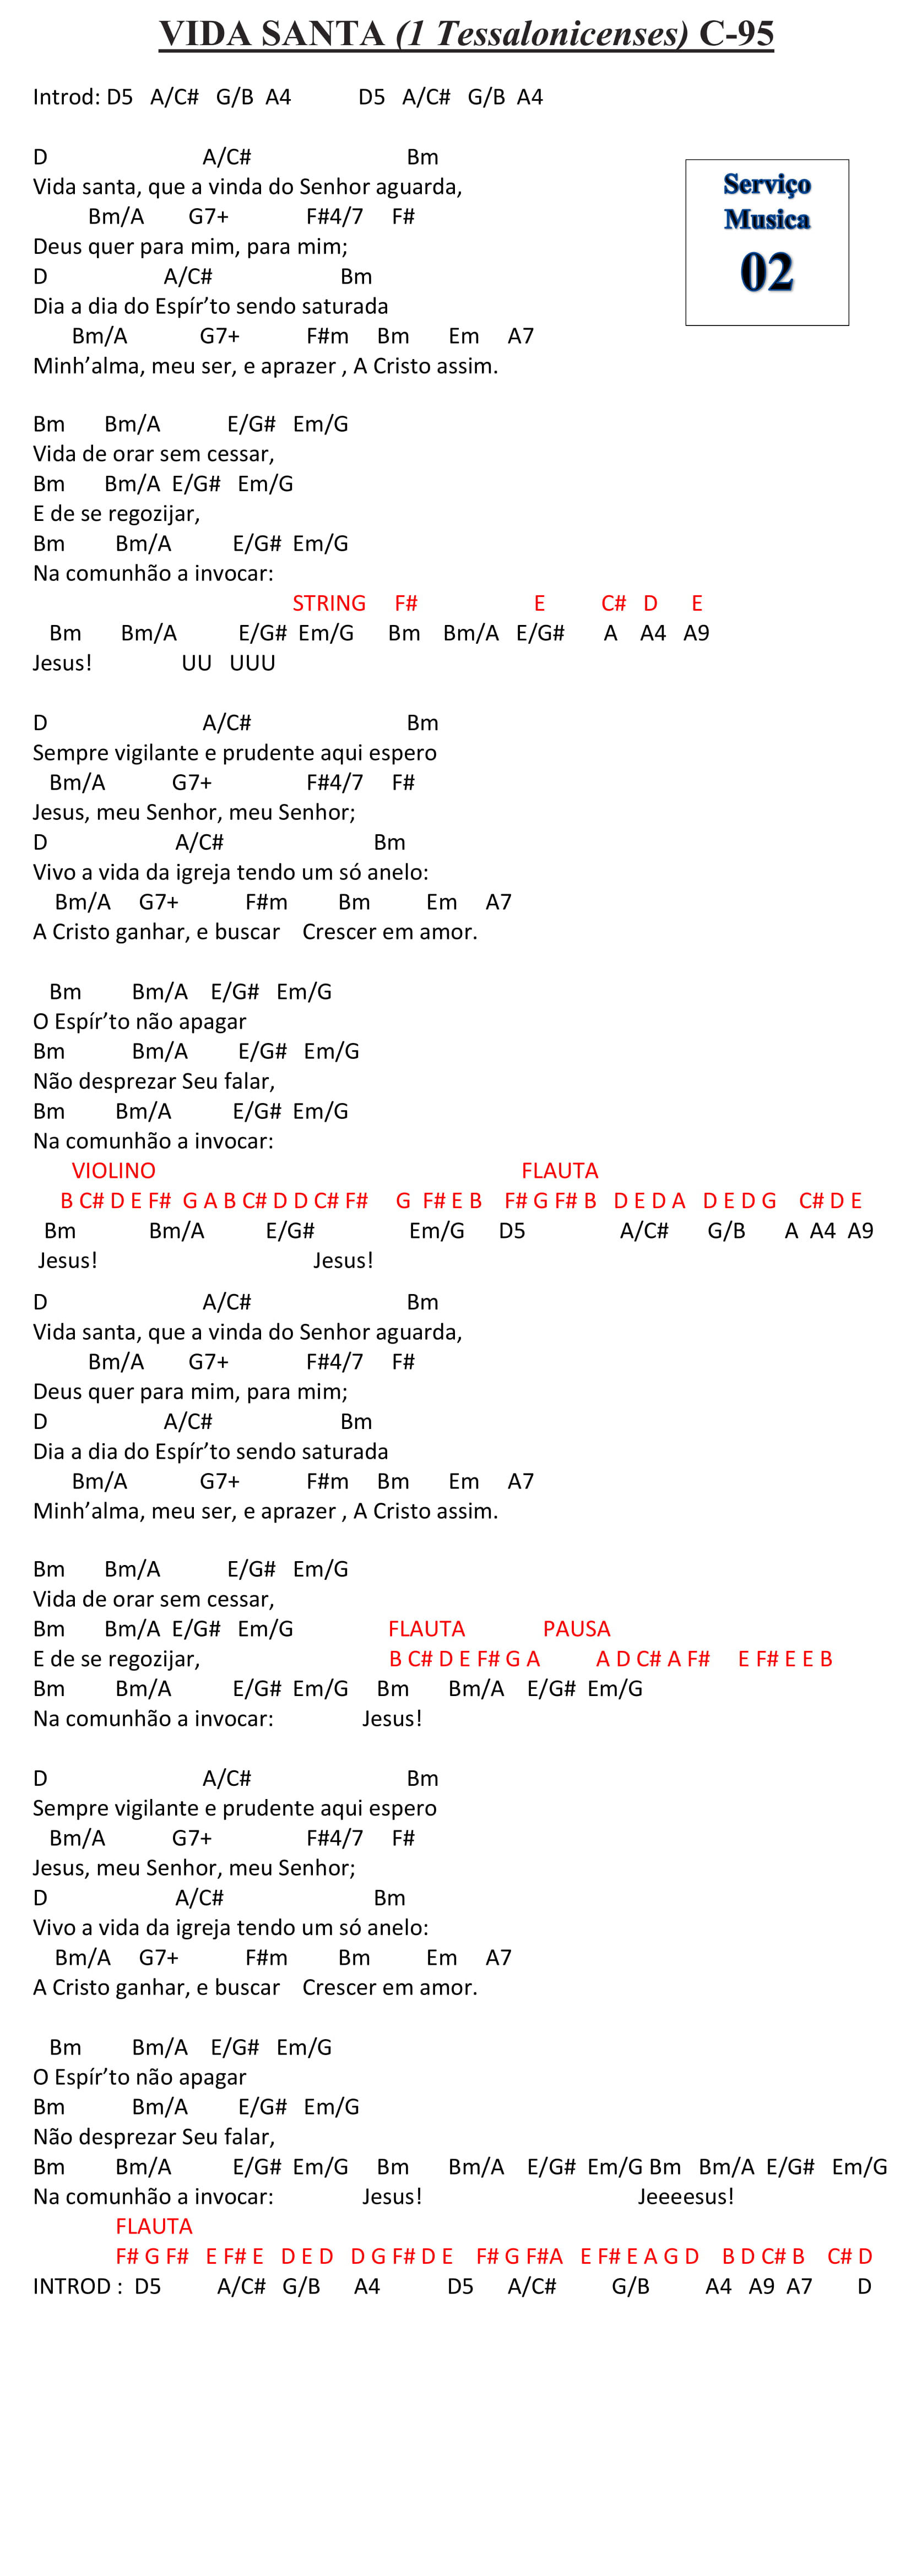 VIDA SANTA (1 Tessalonicenses) C-95
Introd: D5 A/C# G/B A4 D5 A/C# G/B A4
D A/C# Bm
Vida santa, que a vinda do Senhor aguarda,
Bm/A G7+ F#4/7 F#
Deus quer para mim, para mim;
D A/C# Bm
Dia a dia do Espír’to sendo saturada
Bm/A G7+ F#m Bm Em A7
Minh’alma, meu ser, e aprazer , A Cristo assim.
Serviço
Musica
02
Bm Bm/A E/G# Em/G
Vida de orar sem cessar,
Bm Bm/A E/G# Em/G
E de se regozijar,
Bm Bm/A E/G# Em/G
Na comunhão a invocar:
STRING F# E C# D E
Bm Bm/A E/G# Em/G Bm Bm/A E/G# A A4 A9
Jesus! UU UUU
D A/C# Bm
Sempre vigilante e prudente aqui espero
Bm/A G7+ F#4/7 F#
Jesus, meu Senhor, meu Senhor;
D A/C# Bm
Vivo a vida da igreja tendo um só anelo:
Bm/A G7+ F#m Bm Em A7
A Cristo ganhar, e buscar Crescer em amor.
Bm Bm/A E/G# Em/G
O Espír’to não apagar
Bm Bm/A E/G# Em/G
Não desprezar Seu falar,
Bm Bm/A E/G# Em/G
Na comunhão a invocar:
VIOLINO FLAUTA
B C# D E F# G A B C# D D C# F# G F# E B F# G F# B D E D A D E D G C# D E
Bm Bm/A E/G# Em/G D5 A/C# G/B A A4 A9
Jesus! Jesus!
D A/C# Bm
Vida santa, que a vinda do Senhor aguarda,
Bm/A G7+ F#4/7 F#
Deus quer para mim, para mim;
D A/C# Bm
Dia a dia do Espír’to sendo saturada
Bm/A G7+ F#m Bm Em A7
Minh’alma, meu ser, e aprazer , A Cristo assim.
Bm Bm/A E/G# Em/G
Vida de orar sem cessar,
Bm Bm/A E/G# Em/G FLAUTA PAUSA
E de se regozijar, B C# D E F# G A A D C# A F# E F# E E B
Bm Bm/A E/G# Em/G Bm Bm/A E/G# Em/G
Na comunhão a invocar: Jesus!
D A/C# Bm
Sempre vigilante e prudente aqui espero
Bm/A G7+ F#4/7 F#
Jesus, meu Senhor, meu Senhor;
D A/C# Bm
Vivo a vida da igreja tendo um só anelo:
Bm/A G7+ F#m Bm Em A7
A Cristo ganhar, e buscar Crescer em amor.
Bm Bm/A E/G# Em/G
O Espír’to não apagar
Bm Bm/A E/G# Em/G
Não desprezar Seu falar,
Bm Bm/A E/G# Em/G Bm Bm/A E/G# Em/G Bm Bm/A E/G# Em/G
Na comunhão a invocar: Jesus! Jeeeesus!
FLAUTA
F# G F# E F# E D E D D G F# D E F# G F#A E F# E A G D B D C# B C# D
INTROD : D5 A/C# G/B A4 D5 A/C# G/B A4 A9 A7 D